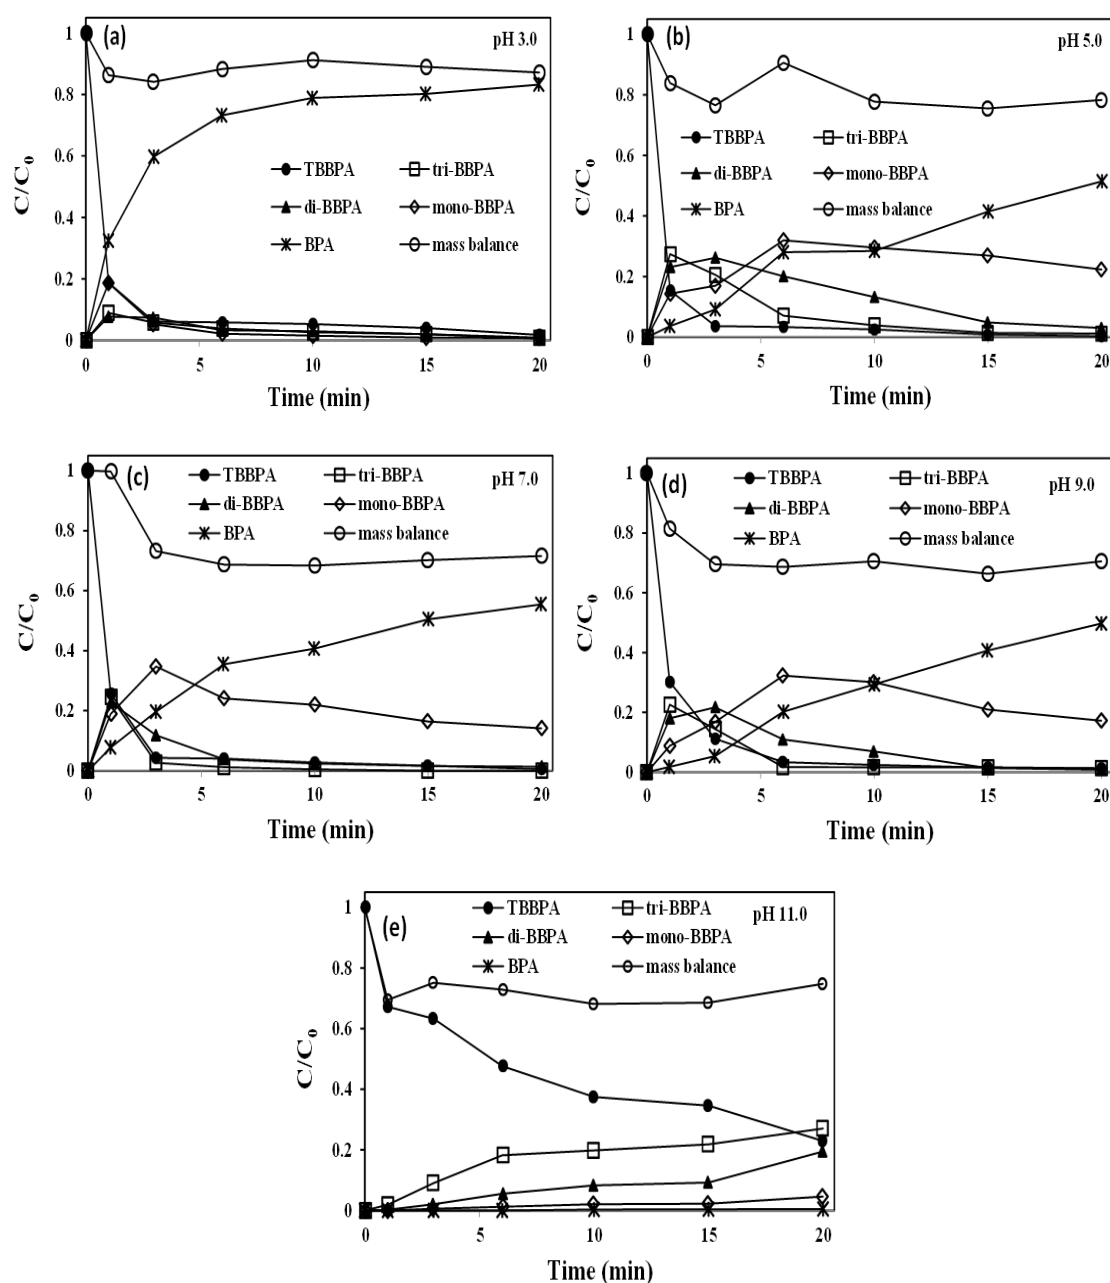 (a)
pH 3.0
1
0.8
0.6
0.4
0.2
0
C/C₀
TBBPA
tri-BBPA
di-BBPA
mono-BBPA
BPA
mass balance
0 5 10 15 20
Time (min)
(b)
pH 5.0
1
0.8
0.6
0.4
0.2
0
C/C₀
TBBPA
tri-BBPA
di-BBPA
mono-BBPA
BPA
mass balance
0 5 10 15 20
Time (min)
(c)
pH 7.0
1
0.8
0.6
0.4
0.2
0
C/C₀
TBBPA
tri-BBPA
di-BBPA
mono-BBPA
BPA
mass balance
0 5 10 15 20
Time (min)
(d)
pH 9.0
1
0.8
0.6
0.4
0.2
0
C/C₀
TBBPA
tri-BBPA
di-BBPA
mono-BBPA
BPA
mass balance
0 5 10 15 20
Time (min)
(e)
pH 11.0
1
0.8
0.6
0.4
0.2
0
C/C₀
TBBPA
tri-BBPA
di-BBPA
mono-BBPA
BPA
mass balance
0 5 10 15 20
Time (min)